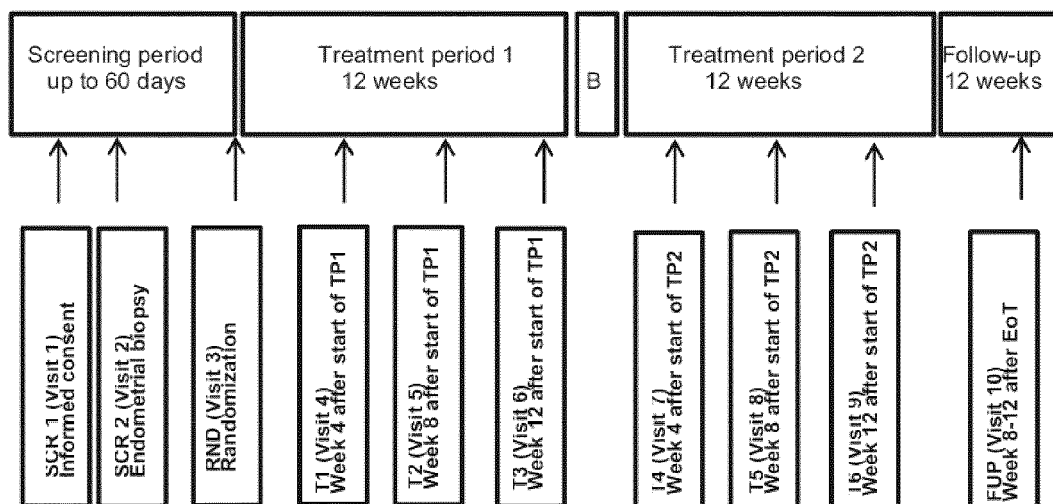 Screening period
up to 60 days
Treatment period 1
12 weeks
B
Treatment period 2
12 weeks
Follow-up
12 weeks
SCR 1 (Visit 1)
Informed consent
SCR 2 (Visit 2)
Endometrial biopsy
RND (Visit 3)
Randomization
T1 (Visit 4)
Week 4 after start of TP1
T2 (Visit 5)
Week 8 after start of TP1
T3 (Visit 6)
Week 12 after start of TP1
T4 (Visit 7)
Week 4 after start of TP2
T5 (Visit 8)
Week 8 after start of TP2
T6 (Visit 9)
Week 12 after start of TP2
FUP (Visit 10)
Week 8-12 after EoT